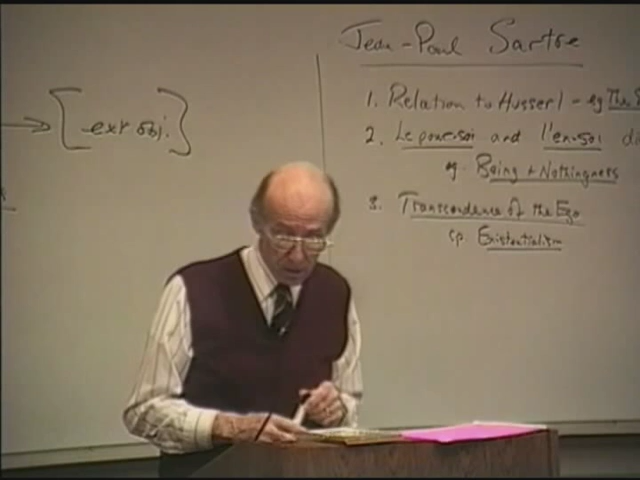 [ext obj.]
Jean-Paul Sartre
1. Relation to Husserl - eg The
2. Le pour-soi and l'en-soi
eg. Being + Nothingness
3. Transcendence of the Ego
cp. Existentialism